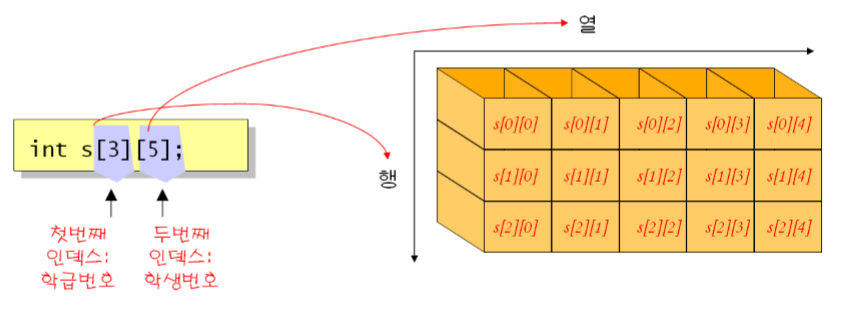 열
int s[3][5];
행
첫번째
인덱스:
학급번호
두번째
인덱스:
학생번호
s[0][0] s[0][1] s[0][2] s[0][3] s[0][4]
s[1][0] s[1][1] s[1][2] s[1][3] s[1][4]
s[2][0] s[2][1] s[2][2] s[2][3] s[2][4]